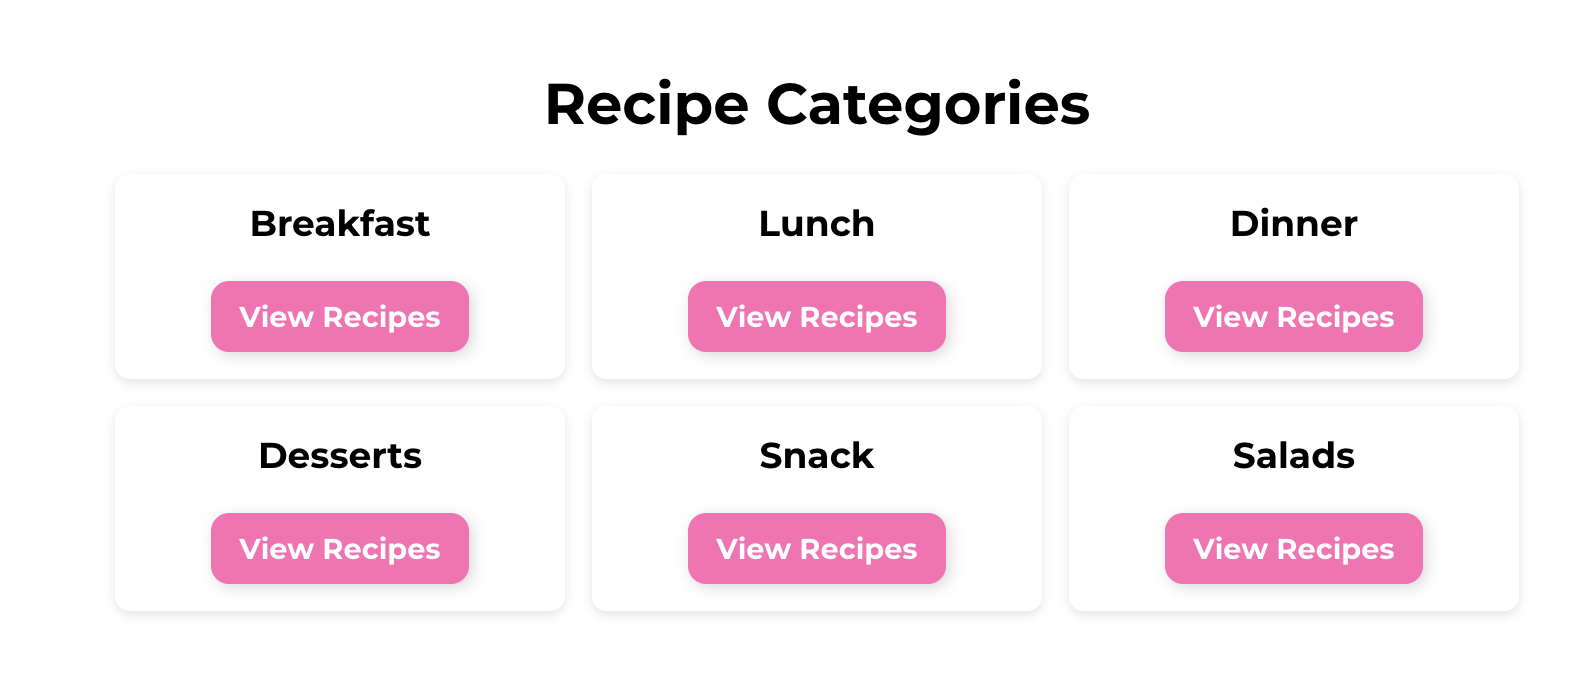 Recipe Categories
Breakfast
View Recipes
Lunch
View Recipes
Dinner
View Recipes
Desserts
View Recipes
Snack
View Recipes
Salads
View Recipes